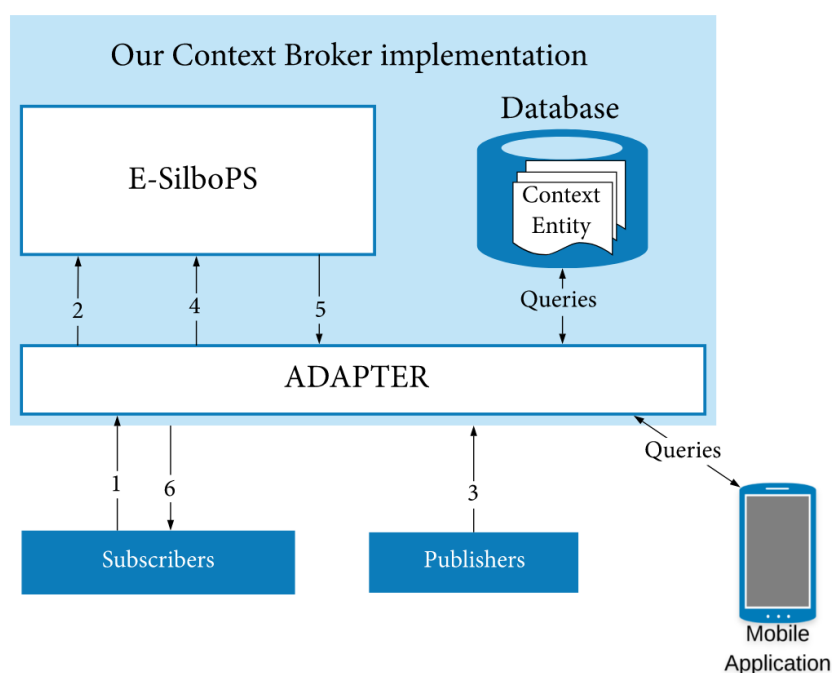 Our Context Broker implementation
Database
E-SilboPS
Context
Entity
2
4
5
Queries
ADAPTER
Queries
1
6
3
Subscribers
Publishers
Mobile
Application